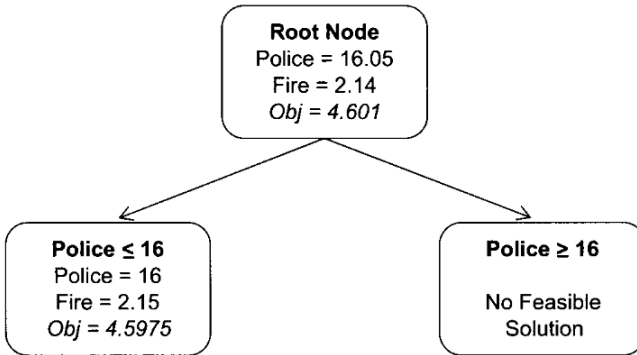 Root Node
Police = 16.05
Fire = 2.14
Obj = 4.601
Police ≤ 16
Police = 16
Fire = 2.15
Obj = 4.5975
Police ≥ 16
No Feasible
Solution